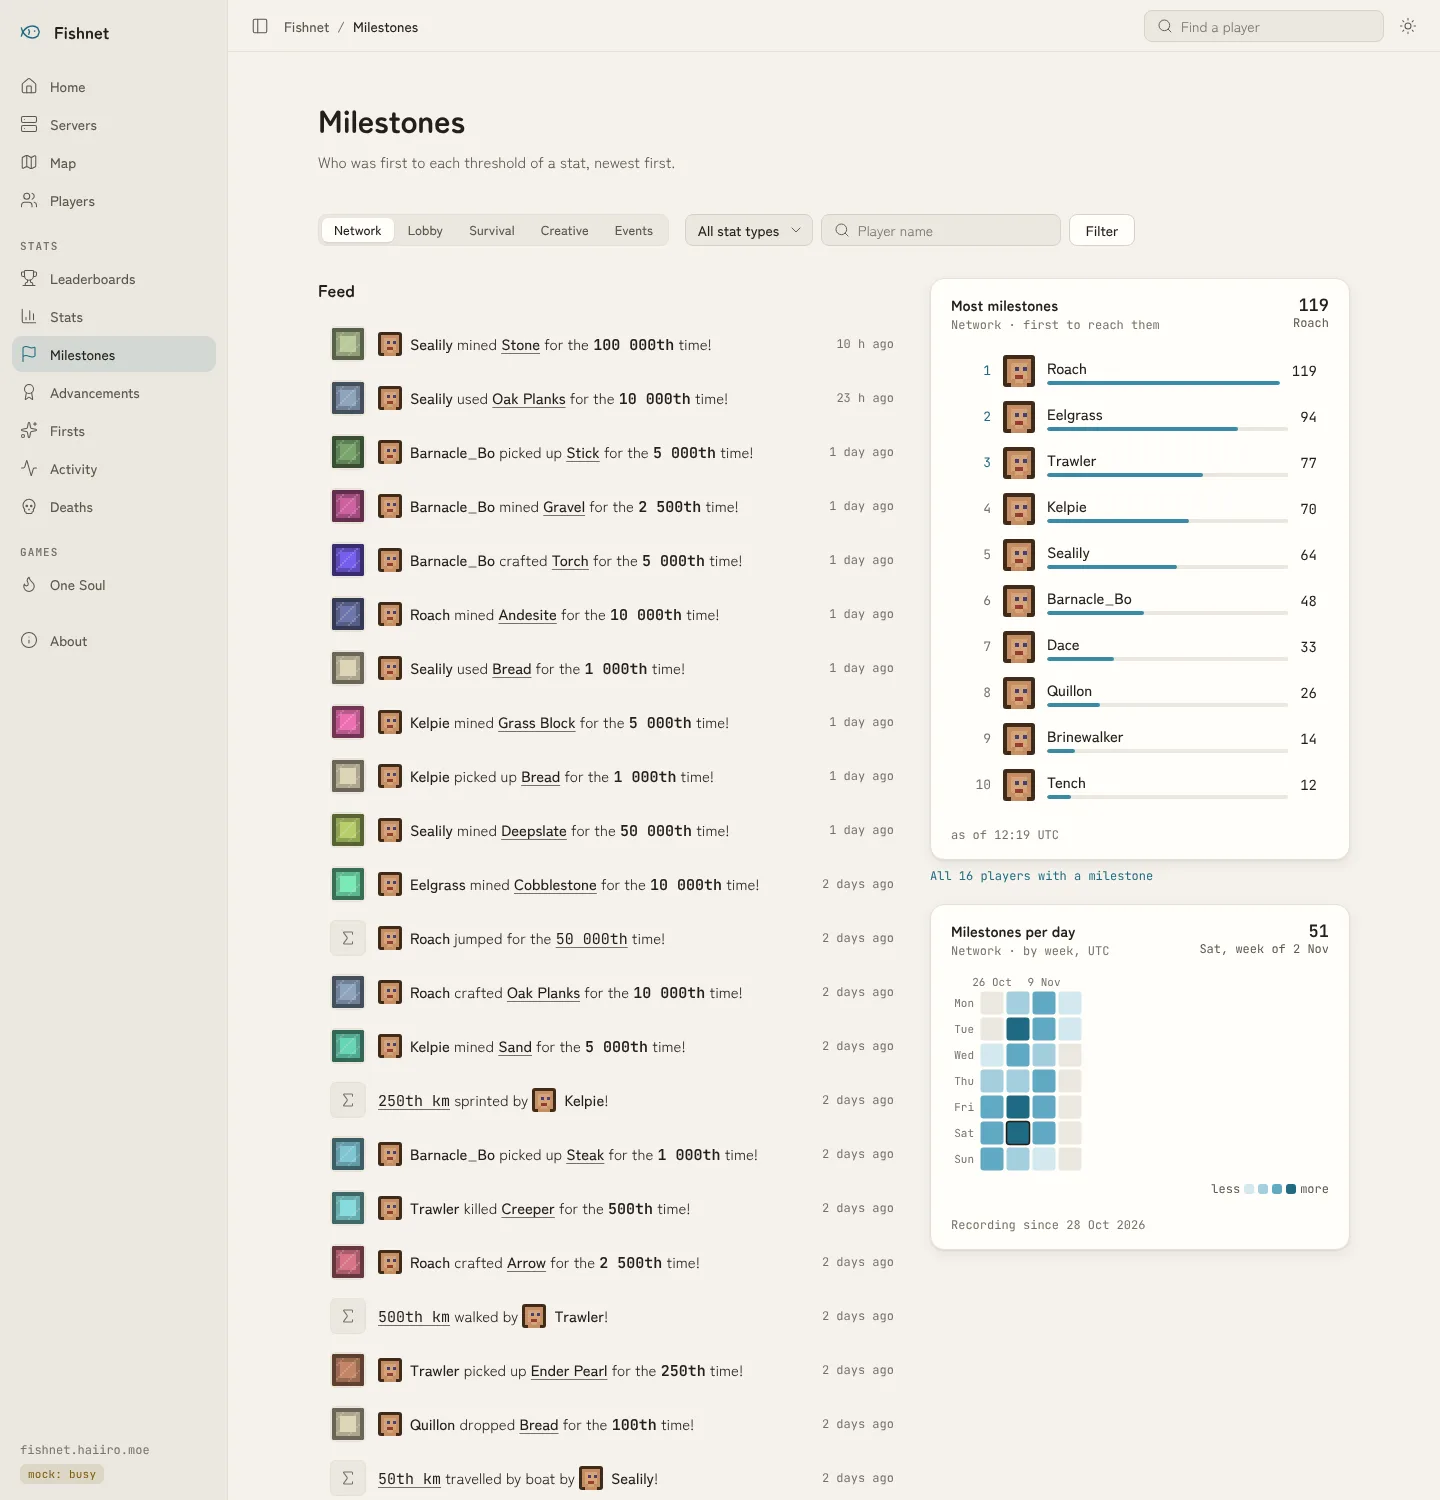 Fishnet
Home
Servers
Map
Players
STATS
Leaderboards
Stats
Milestones
Advancements
Firsts
Activity
Deaths
GAMES
One Soul
About
fishnet.haiiro.moe
mock: busy
Fishnet / Milestones
Find a player
Milestones
Who was first to each threshold of a stat, newest first.
Network Lobby Survival Creative Events
All stat types
Player name
Filter
Feed
Sealily mined Stone for the 100 000th time! 10 h ago
Sealily used Oak Planks for the 10 000th time! 23 h ago
Barnacle_Bo picked up Stick for the 5 000th time! 1 day ago
Barnacle_Bo mined Gravel for the 2 500th time! 1 day ago
Barnacle_Bo crafted Torch for the 5 000th time! 1 day ago
Roach mined Andesite for the 10 000th time! 1 day ago
Sealily used Bread for the 1 000th time! 1 day ago
Kelpie mined Grass Block for the 5 000th time! 1 day ago
Kelpie picked up Bread for the 1 000th time! 1 day ago
Sealily mined Deepslate for the 50 000th time! 1 day ago
Eelgrass mined Cobblestone for the 10 000th time! 2 days ago
Σ Roach jumped for the 50 000th time! 2 days ago
Roach crafted Oak Planks for the 10 000th time! 2 days ago
Kelpie mined Sand for the 5 000th time! 2 days ago
Σ 250th km sprinted by Kelpie! 2 days ago
Barnacle_Bo picked up Steak for the 1 000th time! 2 days ago
Trawler killed Creeper for the 500th time! 2 days ago
Roach crafted Arrow for the 2 500th time! 2 days ago
Σ 500th km walked by Trawler! 2 days ago
Trawler picked up Ender Pearl for the 250th time! 2 days ago
Quillon dropped Bread for the 100th time! 2 days ago
Σ 50th km travelled by boat by Sealily! 2 days ago
Most milestones 119
Network · first to reach them Roach
1 Roach 119
2 Eelgrass 94
3 Trawler 77
4 Kelpie 70
5 Sealily 64
6 Barnacle_Bo 48
7 Dace 33
8 Quillon 26
9 Brinewalker 14
10 Tench 12
as of 12:19 UTC
All 16 players with a milestone
Milestones per day 51
Network · by week, UTC Sat, week of 2 Nov
26 Oct 9 Nov
Mon
Tue
Wed
Thu
Fri
Sat
Sun
less more
Recording since 28 Oct 2026